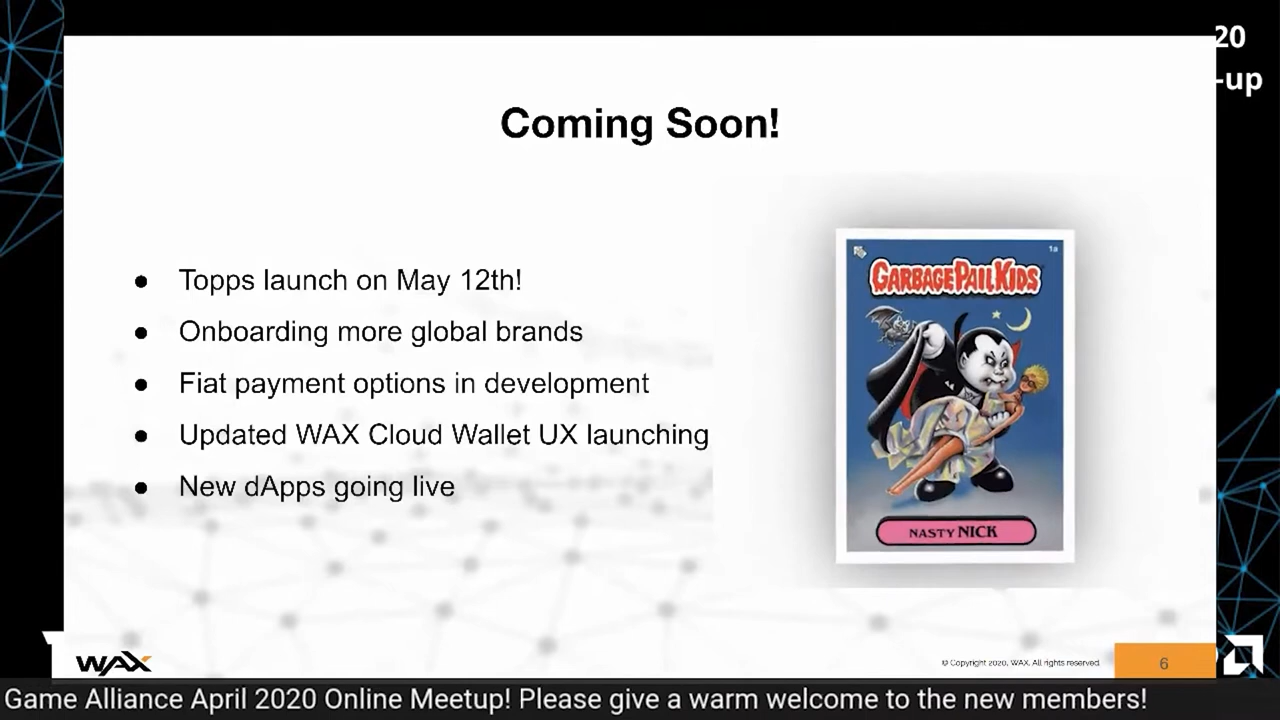 20
-up
Coming Soon!
Topps launch on May 12th!
Onboarding more global brands
Fiat payment options in development
Updated WAX Cloud Wallet UX launching
New dApps going live
1a
GARBAGE PAIL KIDS
NASTY NICK
WAX
© Copyright 2020, WAX. All rights reserved.
6
Game Alliance April 2020 Online Meetup! Please give a warm welcome to the new members!